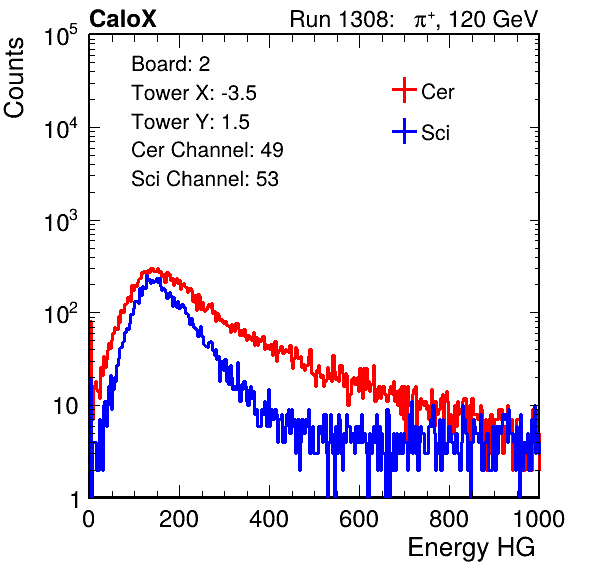 CaloX Run 1308: π⁺, 120 GeV
Counts
Board: 2
Tower X: -3.5
Tower Y: 1.5
Cer Channel: 49
Sci Channel: 53
Cer
Sci
10⁵
10⁴
10³
10²
10
1
0 200 400 600 800 1000
Energy HG